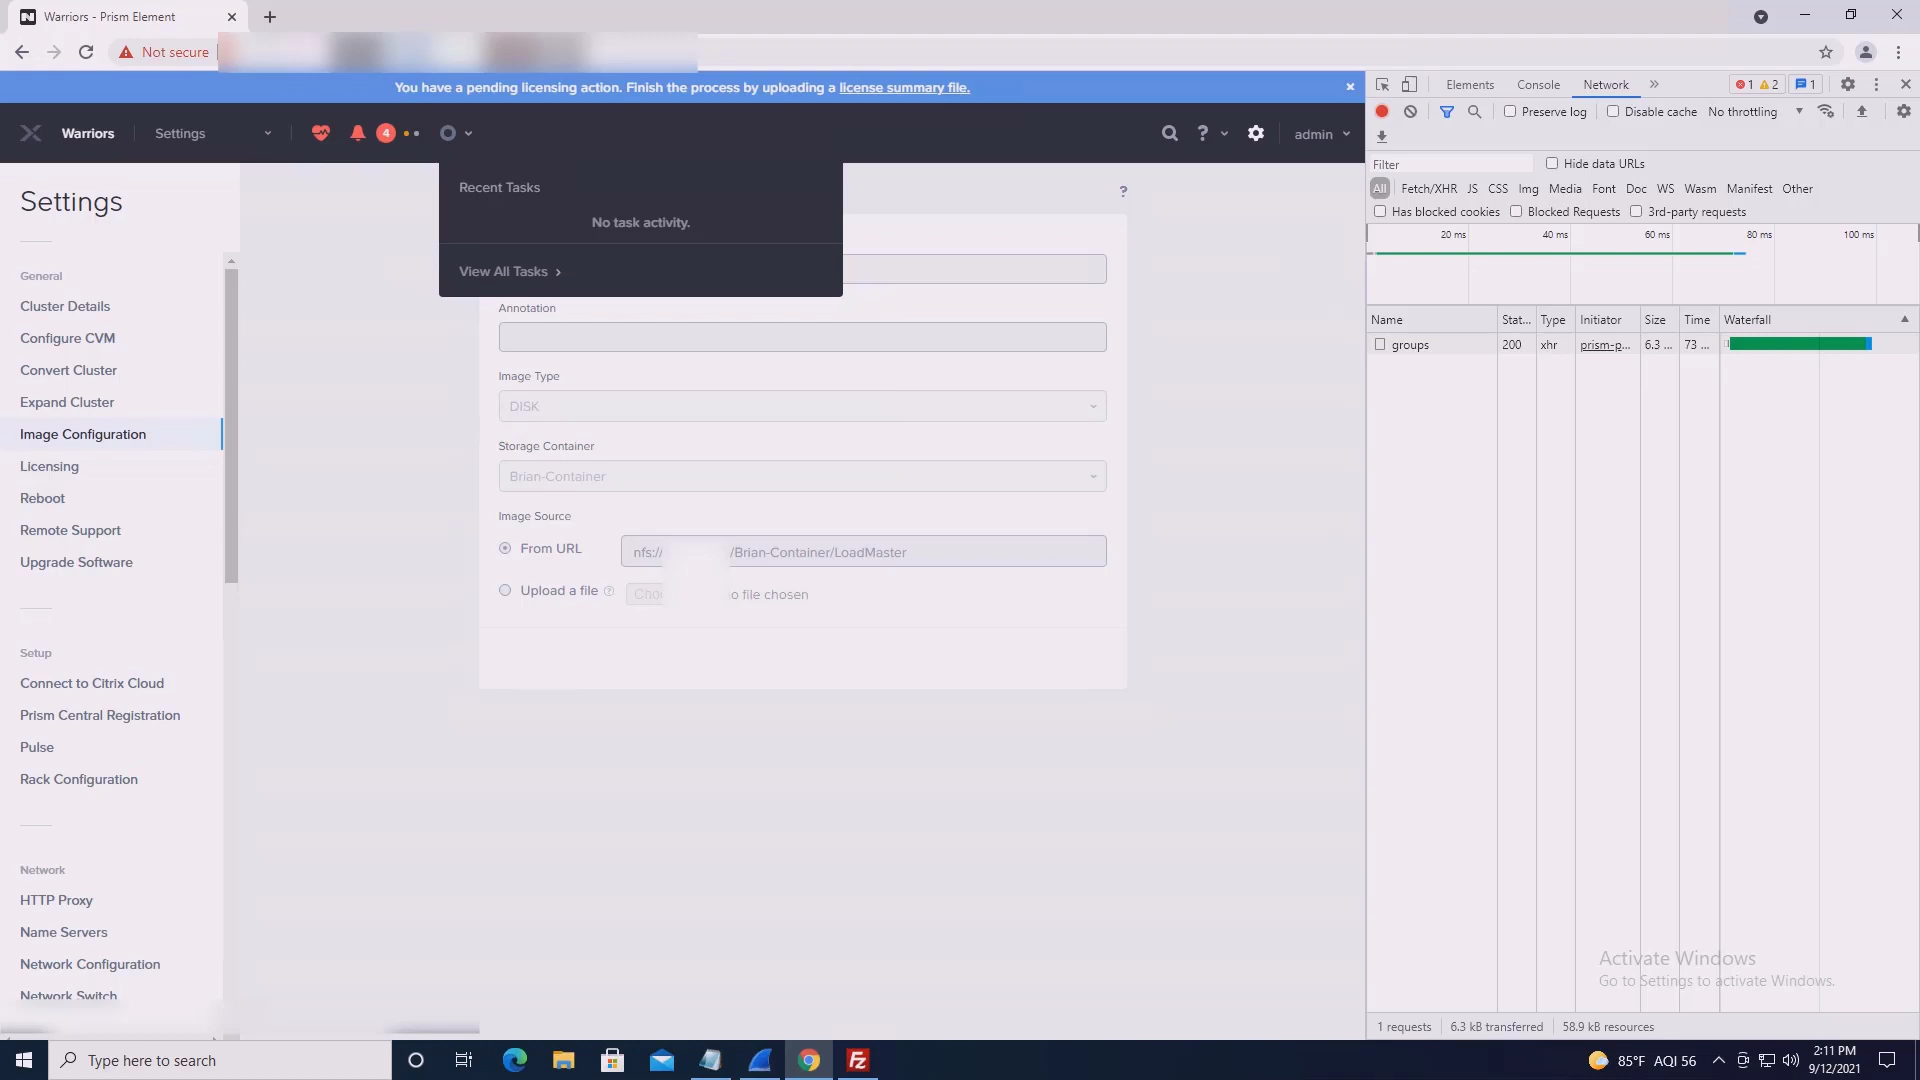 Warriors - Prism Element
Not secure
You have a pending licensing action. Finish the process by uploading a license summary file.
Warriors
Settings
4
?
admin
Recent Tasks
No task activity.
View All Tasks
?
Settings
General
Cluster Details
Configure CVM
Convert Cluster
Expand Cluster
Image Configuration
Licensing
Reboot
Remote Support
Upgrade Software
Setup
Connect to Citrix Cloud
Prism Central Registration
Pulse
Rack Configuration
Network
HTTP Proxy
Name Servers
Network Configuration
Network Switch
Annotation
Image Type
DISK
Storage Container
Brian-Container
Image Source
From URL
nfs:// /Brian-Container/LoadMaster
Upload a file ?
Choo o file chosen
Elements Console Network » 1 2 1
Preserve log Disable cache No throttling
Filter Hide data URLs
All Fetch/XHR JS CSS Img Media Font Doc WS Wasm Manifest Other
Has blocked cookies Blocked Requests 3rd-party requests
20 ms 40 ms 60 ms 80 ms 100 ms
Name Stat... Type Initiator Size Time Waterfall
groups 200 xhr prism-p... 6.3 ... 73 ...
Activate Windows
Go to Settings to activate Windows.
1 requests 6.3 kB transferred 58.9 kB resources
Type here to search
85°F AQI 56
2:11 PM
9/12/2021